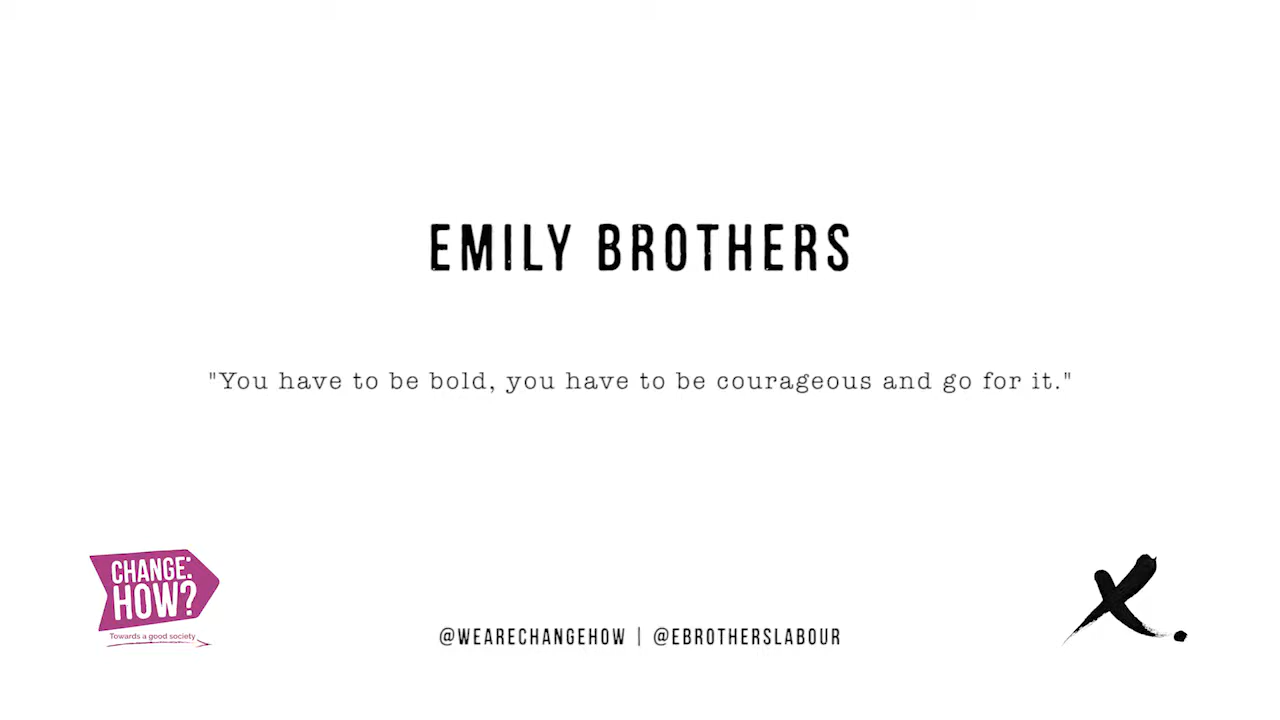 EMILY BROTHERS
"You have to be bold, you have to be courageous and go for it."
CHANGE:
HOW?
Towards a good society
@WEARECHANGEHOW | @EBROTHERSLABOUR
X.